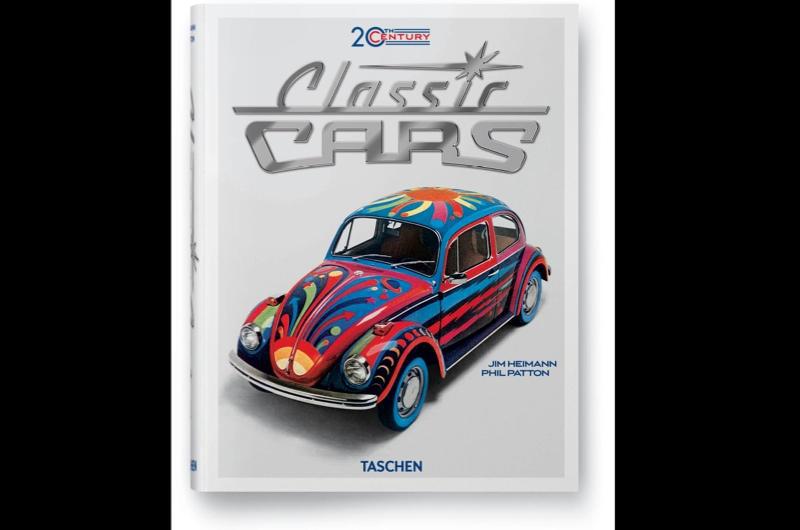 20TH CENTURY
Classic
CARS
JIM HEIMANN
PHIL PATTON
TASCHEN